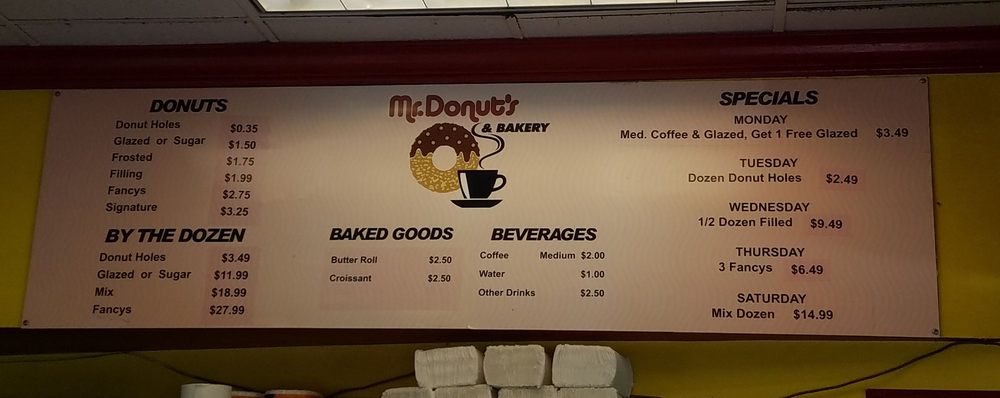 DONUTS
Donut Holes $0.35
Glazed or Sugar $1.50
Frosted $1.75
Filling $1.99
Fancys $2.75
Signature $3.25
BY THE DOZEN
Donut Holes $3.49
Glazed or Sugar $11.99
Mix $18.99
Fancys $27.99
Mr. Donut's
& BAKERY
BAKED GOODS
Butter Roll $2.50
Croissant $2.50
BEVERAGES
Coffee Medium $2.00
Water $1.00
Other Drinks $2.50
SPECIALS
MONDAY
Med. Coffee & Glazed, Get 1 Free Glazed $3.49
TUESDAY
Dozen Donut Holes $2.49
WEDNESDAY
1/2 Dozen Filled $9.49
THURSDAY
3 Fancys $6.49
SATURDAY
Mix Dozen $14.99